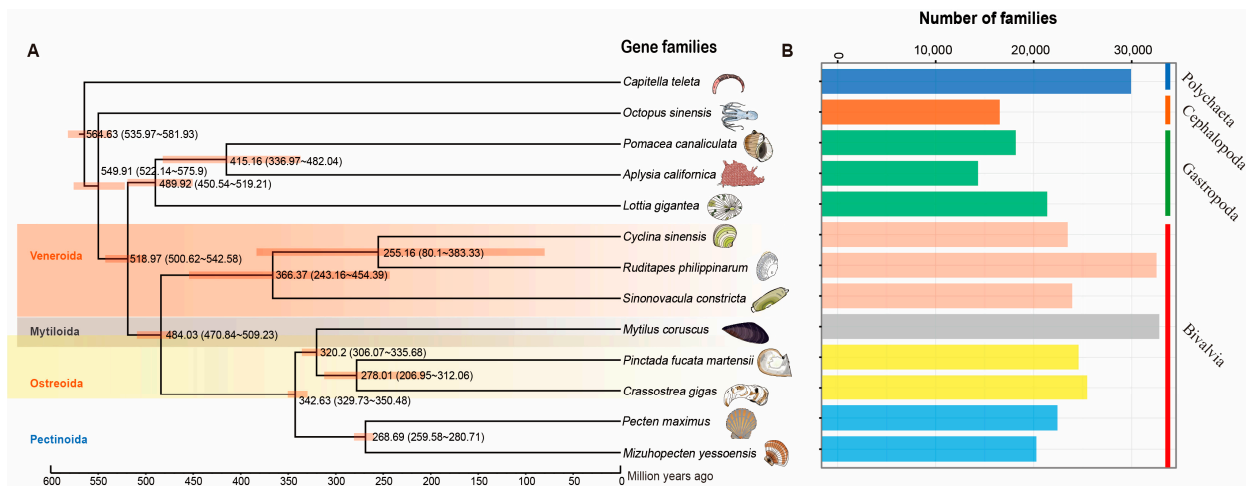 A
Gene families
B
Number of families
0
10,000
20,000
30,000
Capitella teleta
Octopus sinensis
Pomacea canaliculata
Aplysia californica
Lottia gigantea
Cyclina sinensis
Ruditapes philippinarum
Sinonovacula constricta
Mytilus coruscus
Pinctada fucata martensii
Crassostrea gigas
Pecten maximus
Mizuhopecten yessoensis
564.63 (535.97~581.93)
549.91 (522.14~575.9)
415.16 (336.97~482.04)
489.92 (450.54~519.21)
518.97 (500.62~542.58)
255.16 (80.1~383.33)
366.37 (243.16~454.39)
484.03 (470.84~509.23)
320.2 (306.07~335.68)
278.01 (206.95~312.06)
342.63 (329.73~350.48)
268.69 (259.58~280.71)
Veneroida
Mytiloida
Ostreoida
Pectinoida
600 550 500 450 400 350 300 250 200 150 100 50 0
Million years ago
Polychacta
Cephalopoda
Gastropoda
Bivalvia